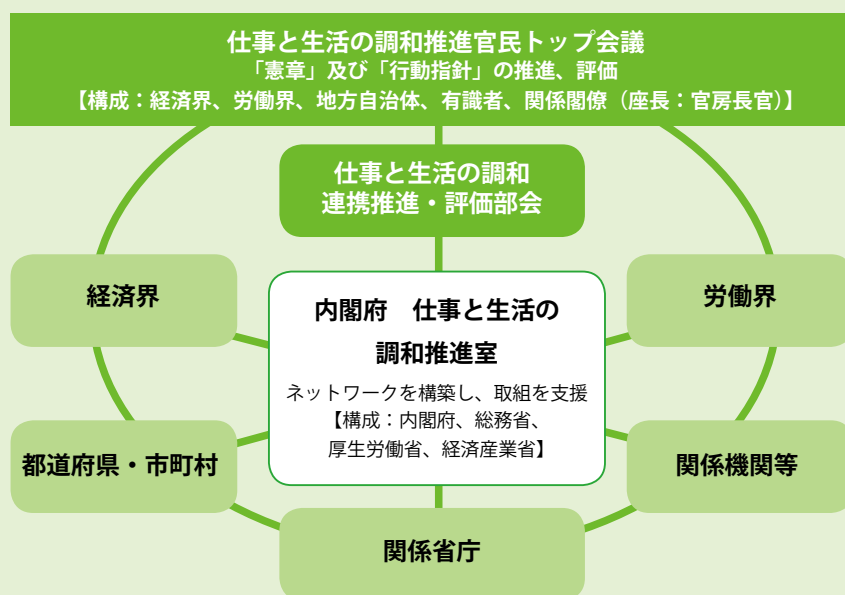 仕事と生活の調和推進官民トップ会議
「憲章」及び「行動指針」の推進、評価
【構成：経済界、労働界、地方自治体、有識者、関係閣僚（座長：官房長官）】
仕事と生活の調和
連携推進・評価部会
経済界
労働界
内閣府　仕事と生活の
調和推進室
ネットワークを構築し、取組を支援
【構成：内閣府、総務省、
厚生労働省、経済産業省】
都道府県・市町村
関係機関等
関係省庁